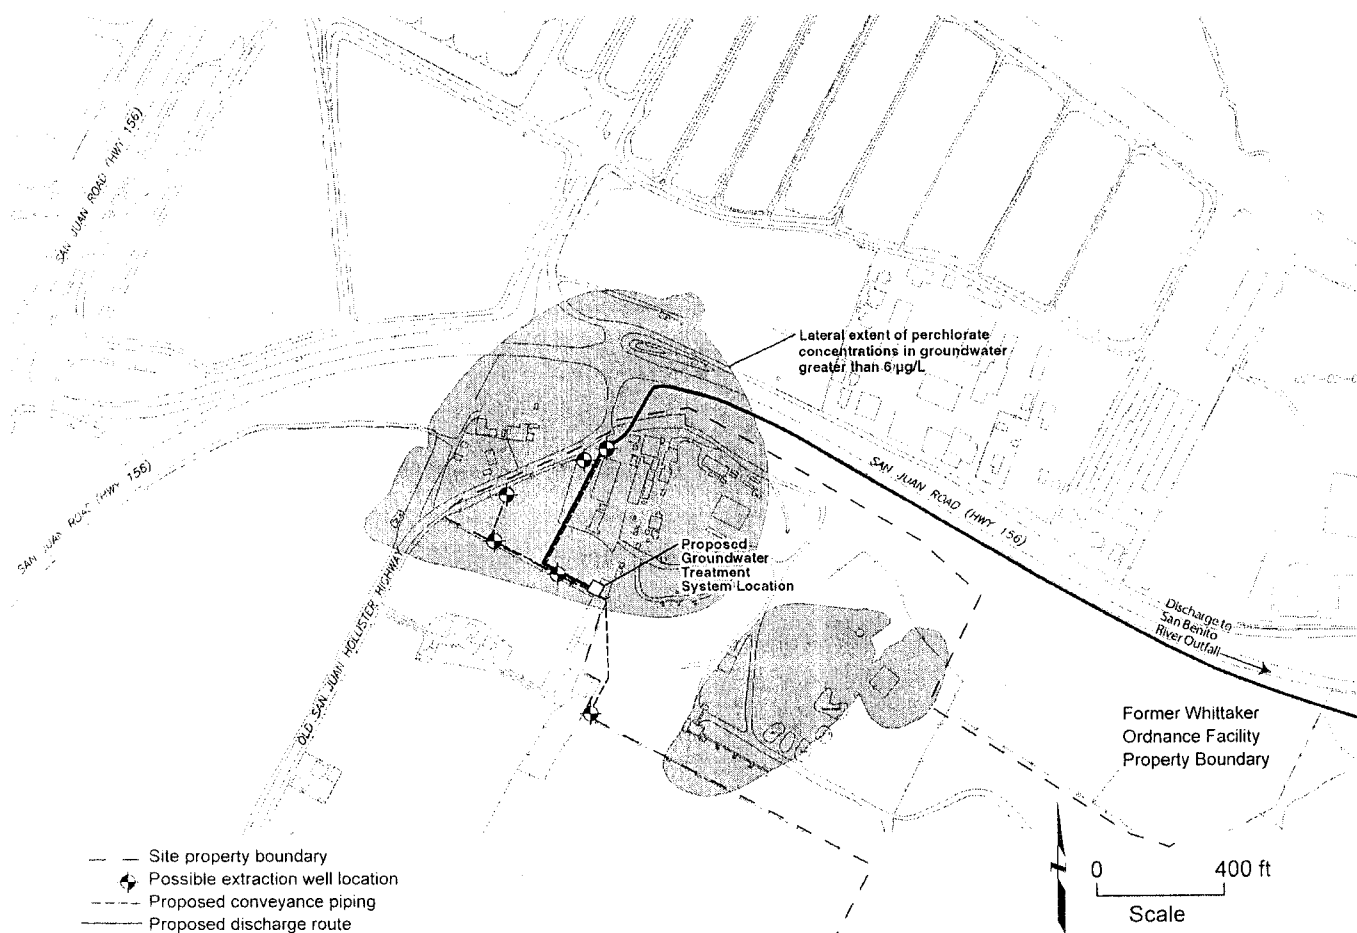 SAN JUAN ROAD (HWY 156)
Lateral extent of perchlorate
concentrations in groundwater
greater than 6 µg/L
SAN JUAN ROAD (HWY 156)
SAN JUAN ROAD (HWY 156)
Proposed
Groundwater
Treatment
System Location
OLD SAN JUAN HOLLISTER HIGHWAY
Discharge to
San Benito
River Outfall
Former Whittaker
Ordnance Facility
Property Boundary
Site property boundary
Possible extraction well location
Proposed conveyance piping
Proposed discharge route
N
0 400 ft
Scale